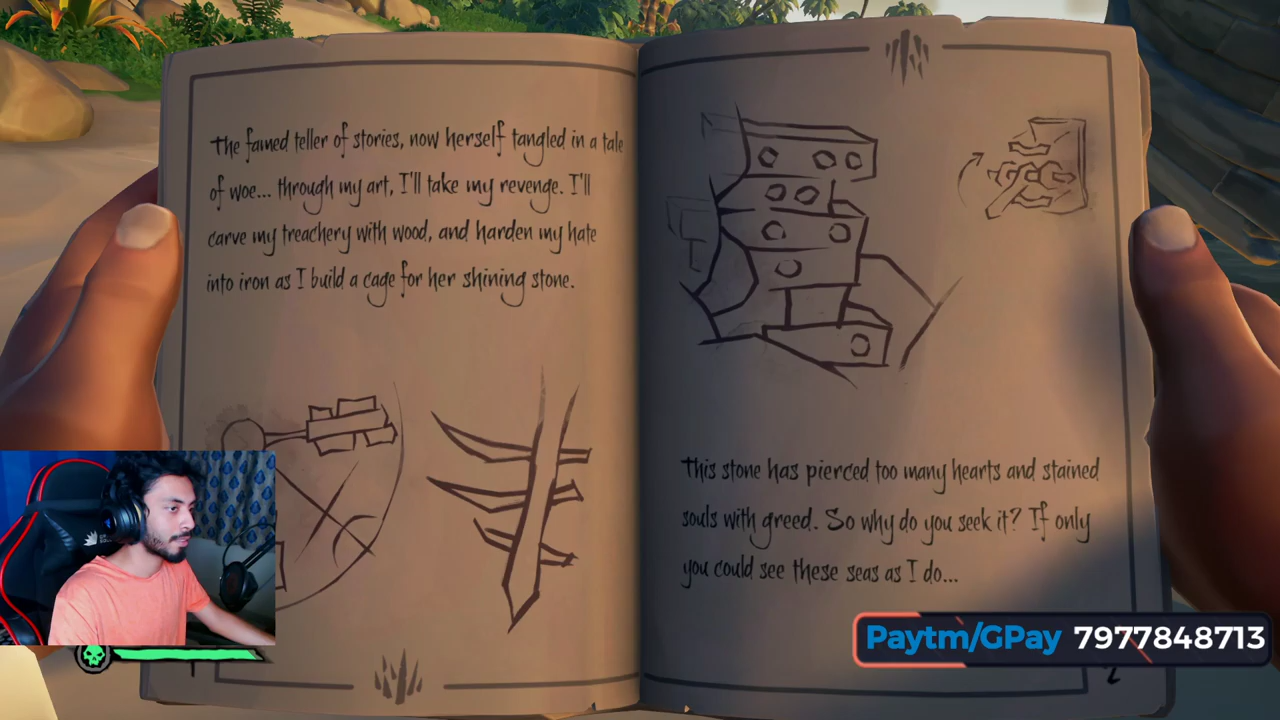 The famed teller of stories, now herself tangled in a tale
of woe... through my art, I'll take my revenge. I'll
carve my treachery with wood, and harden my hate
into iron as I build a cage for her shining stone.
This stone has pierced too many hearts and stained
souls with greed. So why do you seek it? If only
you could see these seas as I do...
Paytm/GPay 7977848713